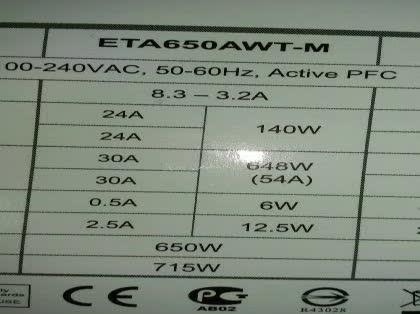 ETA650AWT-M
00-240VAC, 50-60Hz, Active PFC
8.3 – 3.2A
24A
140W
24A
30A
648W
30A
(54A)
0.5A
6W
2.5A
12.5W
650W
715W
CE
PC
AB02
R43028